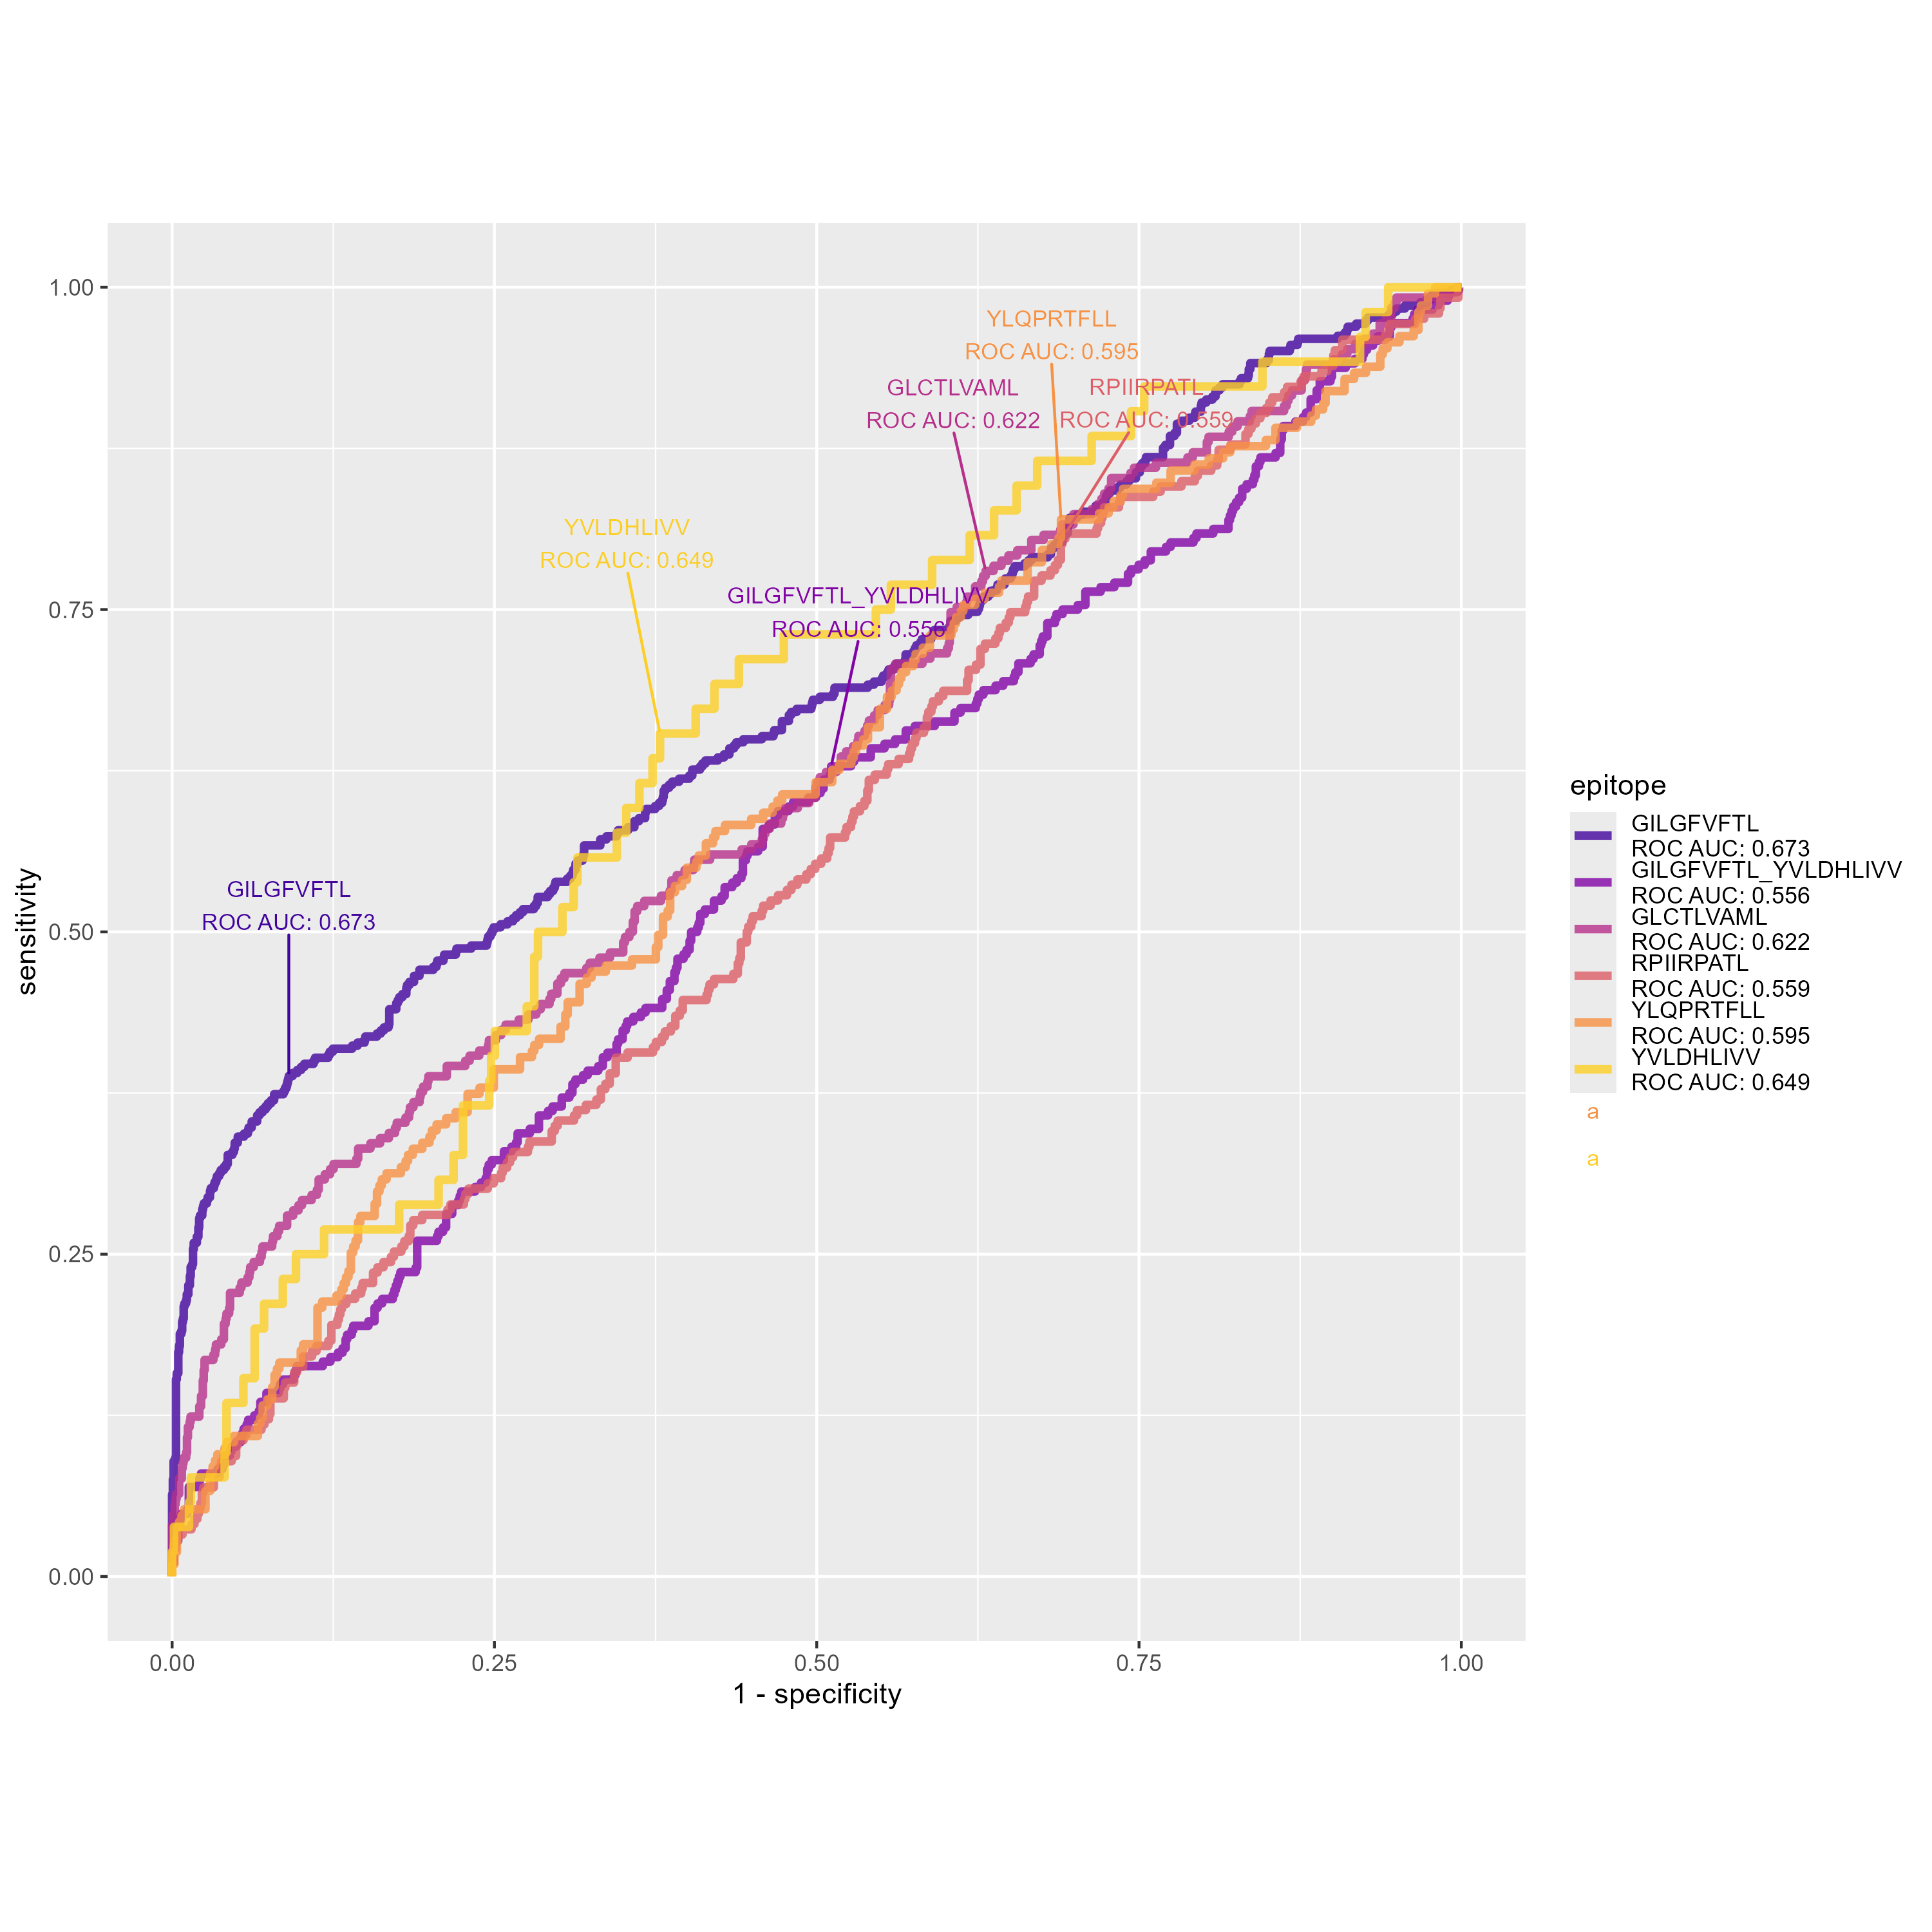 1.00
0.75
0.50
0.25
0.00
sensitivity
0.00
0.25
0.50
0.75
1.00
1 - specificity
YLQPRTFLL
ROC AUC: 0.595
GLCTLVAML
ROC AUC: 0.622
RPIIRPATL
ROC AUC: 0.559
YVLDHLIVV
ROC AUC: 0.649
GILGFVFTL_YVLDHLIVV
ROC AUC: 0.556
GILGFVFTL
ROC AUC: 0.673
epitope
GILGFVFTL
ROC AUC: 0.673
GILGFVFTL_YVLDHLIVV
ROC AUC: 0.556
GLCTLVAML
ROC AUC: 0.622
RPIIRPATL
ROC AUC: 0.559
YLQPRTFLL
ROC AUC: 0.595
YVLDHLIVV
ROC AUC: 0.649
a
a